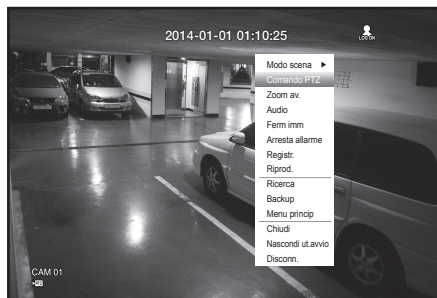 2014-01-01 01:10:25
LOG ON
Modo scena
Comando PTZ
Zoom av.
Audio
Ferm imm
Arresta allarme
Registr.
Riprod.
Ricerca
Backup
Menu princip
Chiudi
Nascondi ut.avvio
Disconn.
CAM 01